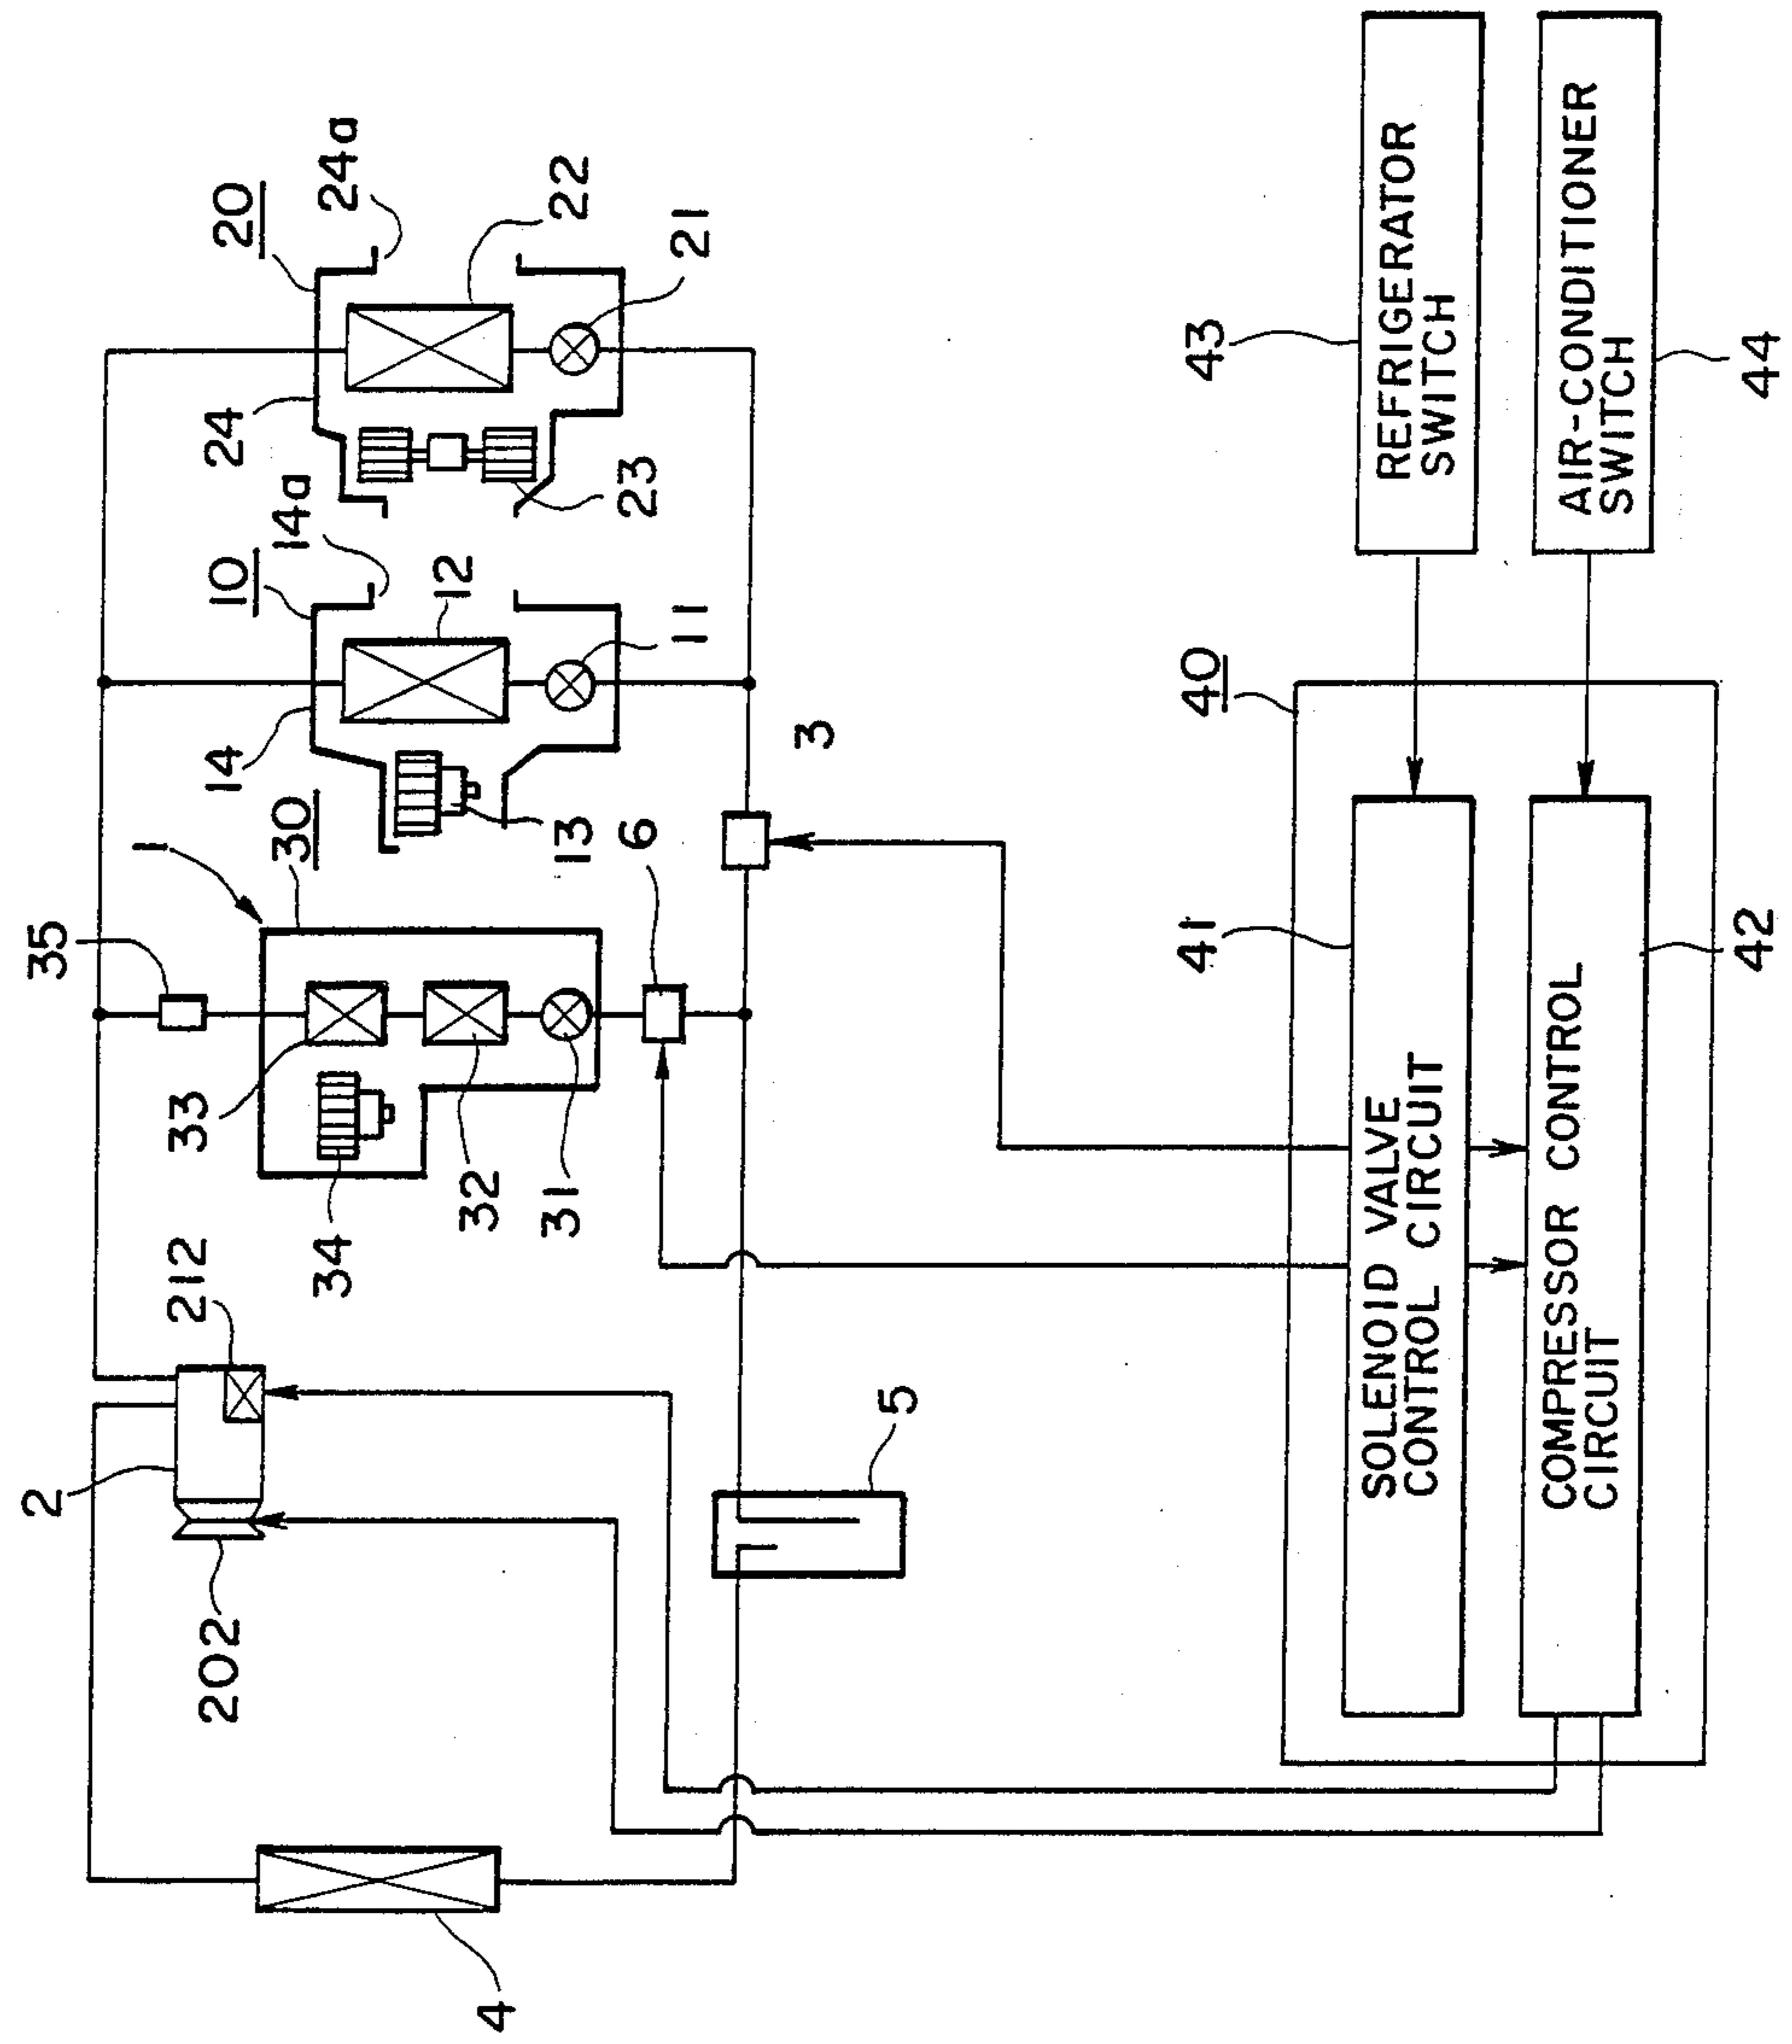 2
202
212
4
5
1
30
35
33
34
32
31
6
3
10
14a
14
12
11
13
20
24a
24
22
21
23
40
41
SOLENOID VALVE
CONTROL CIRCUIT
COMPRESSOR CONTROL
CIRCUIT
42
43
REFRIGERATOR
SWITCH
AIR-CONDITIONER
SWITCH
44